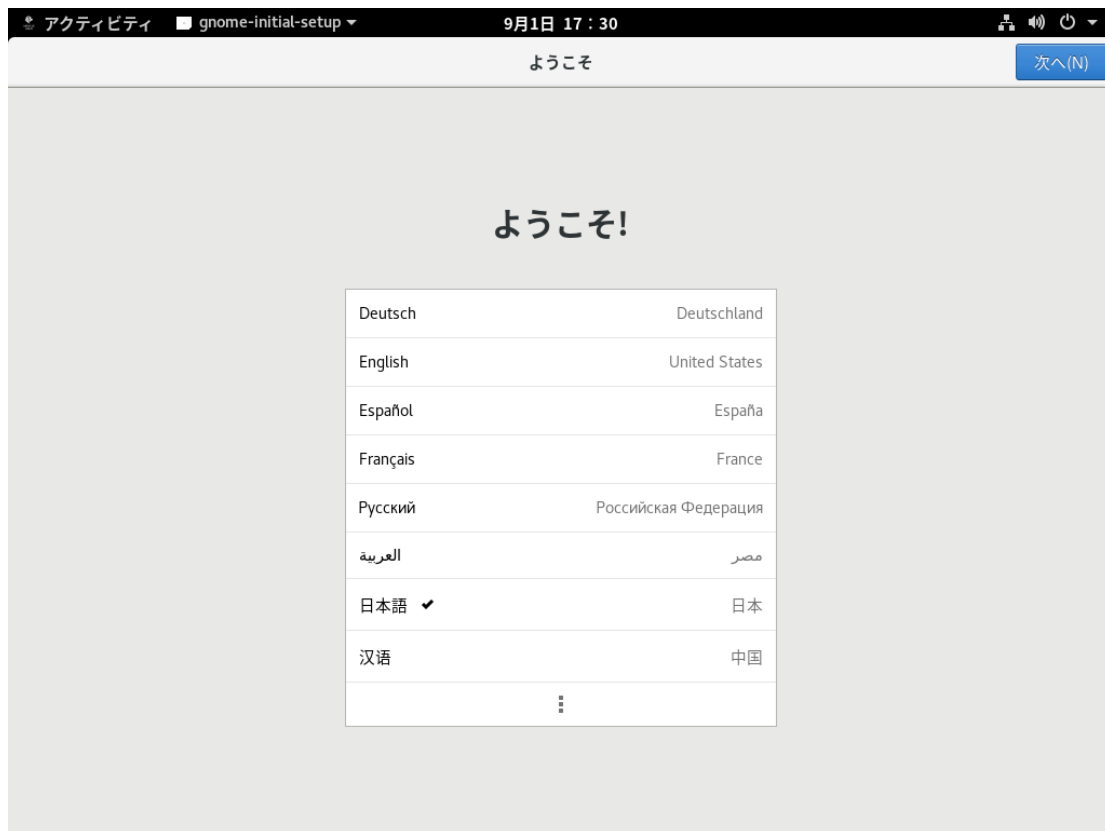 アクティビティ gnome-initial-setup 9月1日 17：30
ようこそ 次へ(N)
ようこそ!
Deutsch Deutschland
English United States
Español España
Français France
Русский Российская Федерация
العربية مصر
日本語 日本
汉语 中国